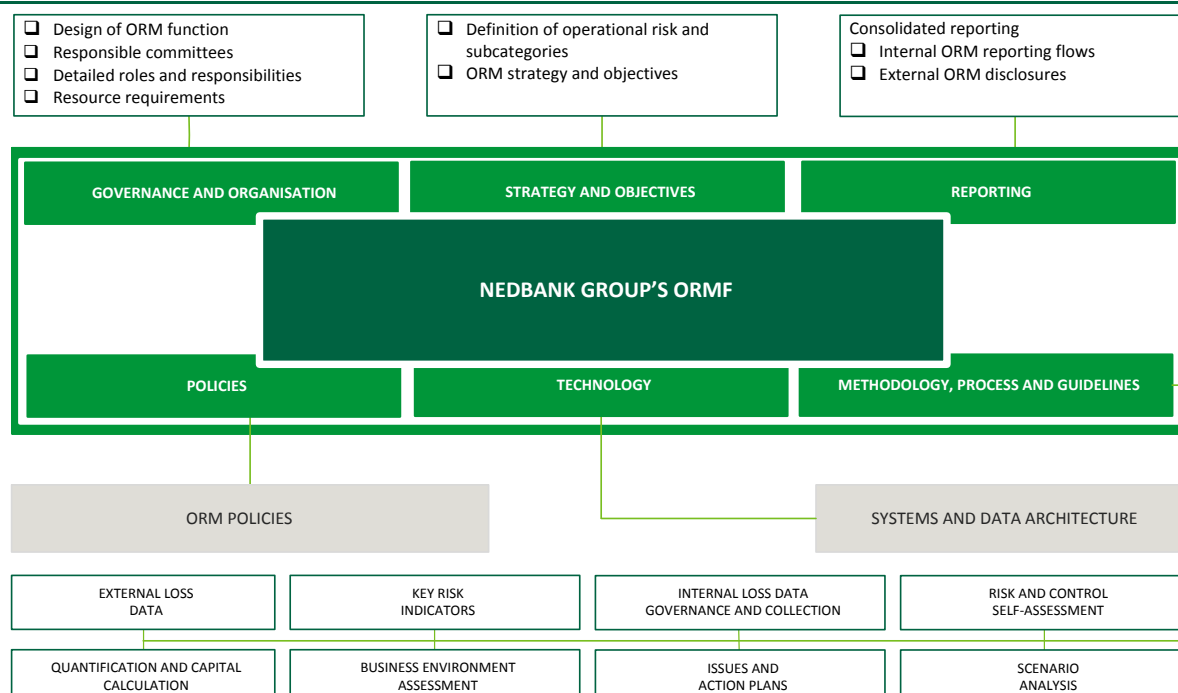 ❑ Design of ORM function
❑ Responsible committees
❑ Detailed roles and responsibilities
❑ Resource requirements
❑ Definition of operational risk and
subcategories
❑ ORM strategy and objectives
Consolidated reporting
❑ Internal ORM reporting flows
❑ External ORM disclosures
GOVERNANCE AND ORGANISATION
STRATEGY AND OBJECTIVES
REPORTING
NEDBANK GROUP'S ORMF
POLICIES
TECHNOLOGY
METHODOLOGY, PROCESS AND GUIDELINES
ORM POLICIES
SYSTEMS AND DATA ARCHITECTURE
EXTERNAL LOSS
DATA
KEY RISK
INDICATORS
INTERNAL LOSS DATA
GOVERNANCE AND COLLECTION
RISK AND CONTROL
SELF-ASSESSMENT
QUANTIFICATION AND CAPITAL
CALCULATION
BUSINESS ENVIRONMENT
ASSESSMENT
ISSUES AND
ACTION PLANS
SCENARIO
ANALYSIS